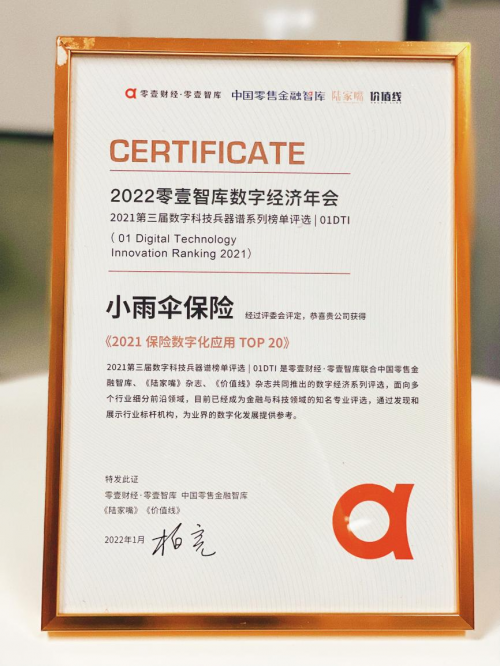 零壹财经·零壹智库 中国零售金融智库 陆家嘴 价值线
CERTIFICATE
2022零壹智库数字经济年会
2021第三届数字科技兵器谱系列榜单评选 | 01DTI
（ 01 Digital Technology
Innovation Ranking 2021）
小雨伞保险 经过评委会评定，恭喜贵公司获得
《2021 保险数字化应用 TOP 20》
2021第三届数字科技兵器谱榜单评选 | 01DTI 是零壹财经·零壹智库联合中国零售金
融智库、《陆家嘴》杂志、《价值线》杂志共同推出的数字经济系列评选，面向多
个行业细分前沿领域，目前已经成为金融与科技领域的知名专业评选，通过发现和
展示行业标杆机构，为业界的数字化发展提供参考。
特发此证
零壹财经·零壹智库 中国零售金融智库
《陆家嘴》《价值线》
2022年1月 柏亮